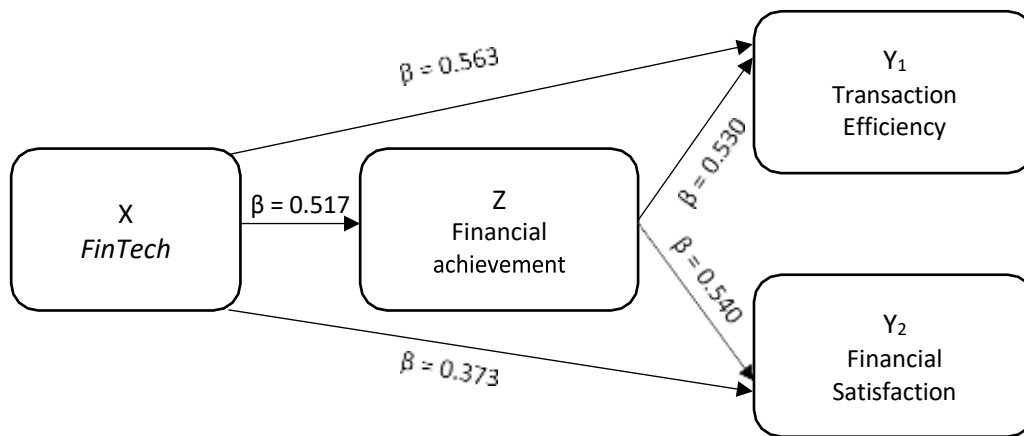 β = 0.563
Y₁
Transaction
Efficiency
X
FinTech
β = 0.517
Z
Financial
achievement
β = 0.530
β = 0.540
β = 0.373
Y₂
Financial
Satisfaction